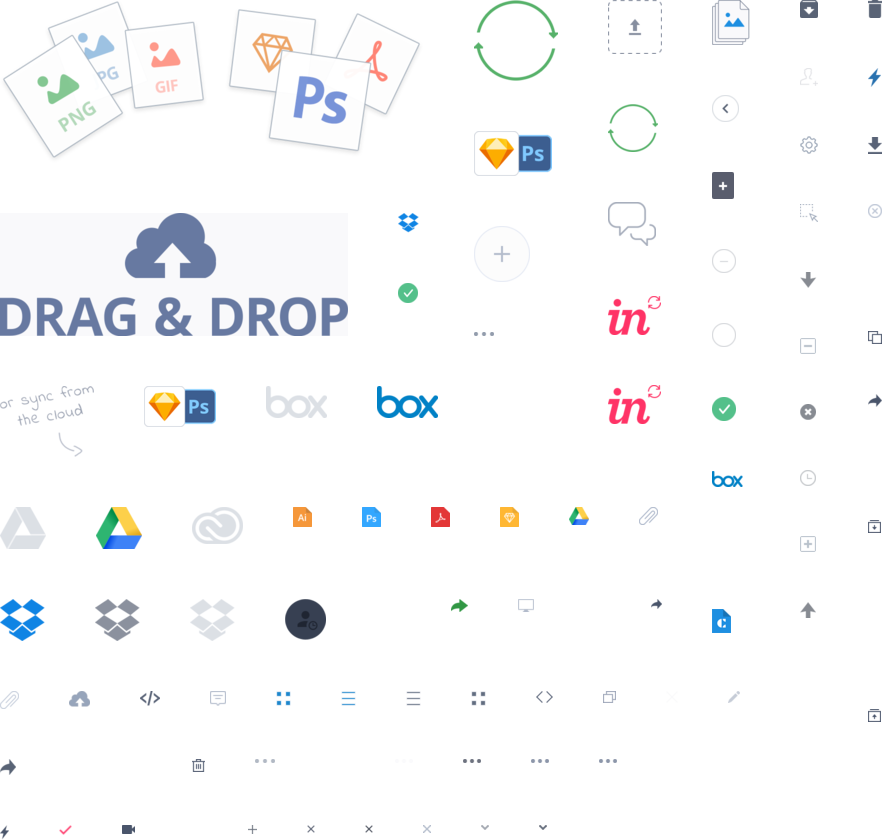 PG
GIF
PNG
Ps
Ps
DRAG & DROP
in
or sync from
the cloud
Ps
box
box
in
box
Ai
Ps